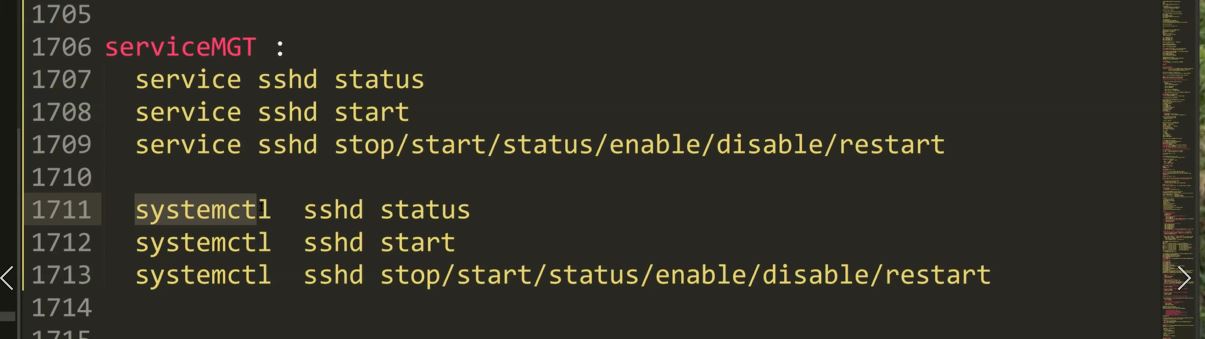 1705
1706 serviceMGT :
1707 service sshd status
1708 service sshd start
1709 service sshd stop/start/status/enable/disable/restart
1710
1711 systemctl  sshd status
1712 systemctl  sshd start
1713 systemctl  sshd stop/start/status/enable/disable/restart
1714
1715